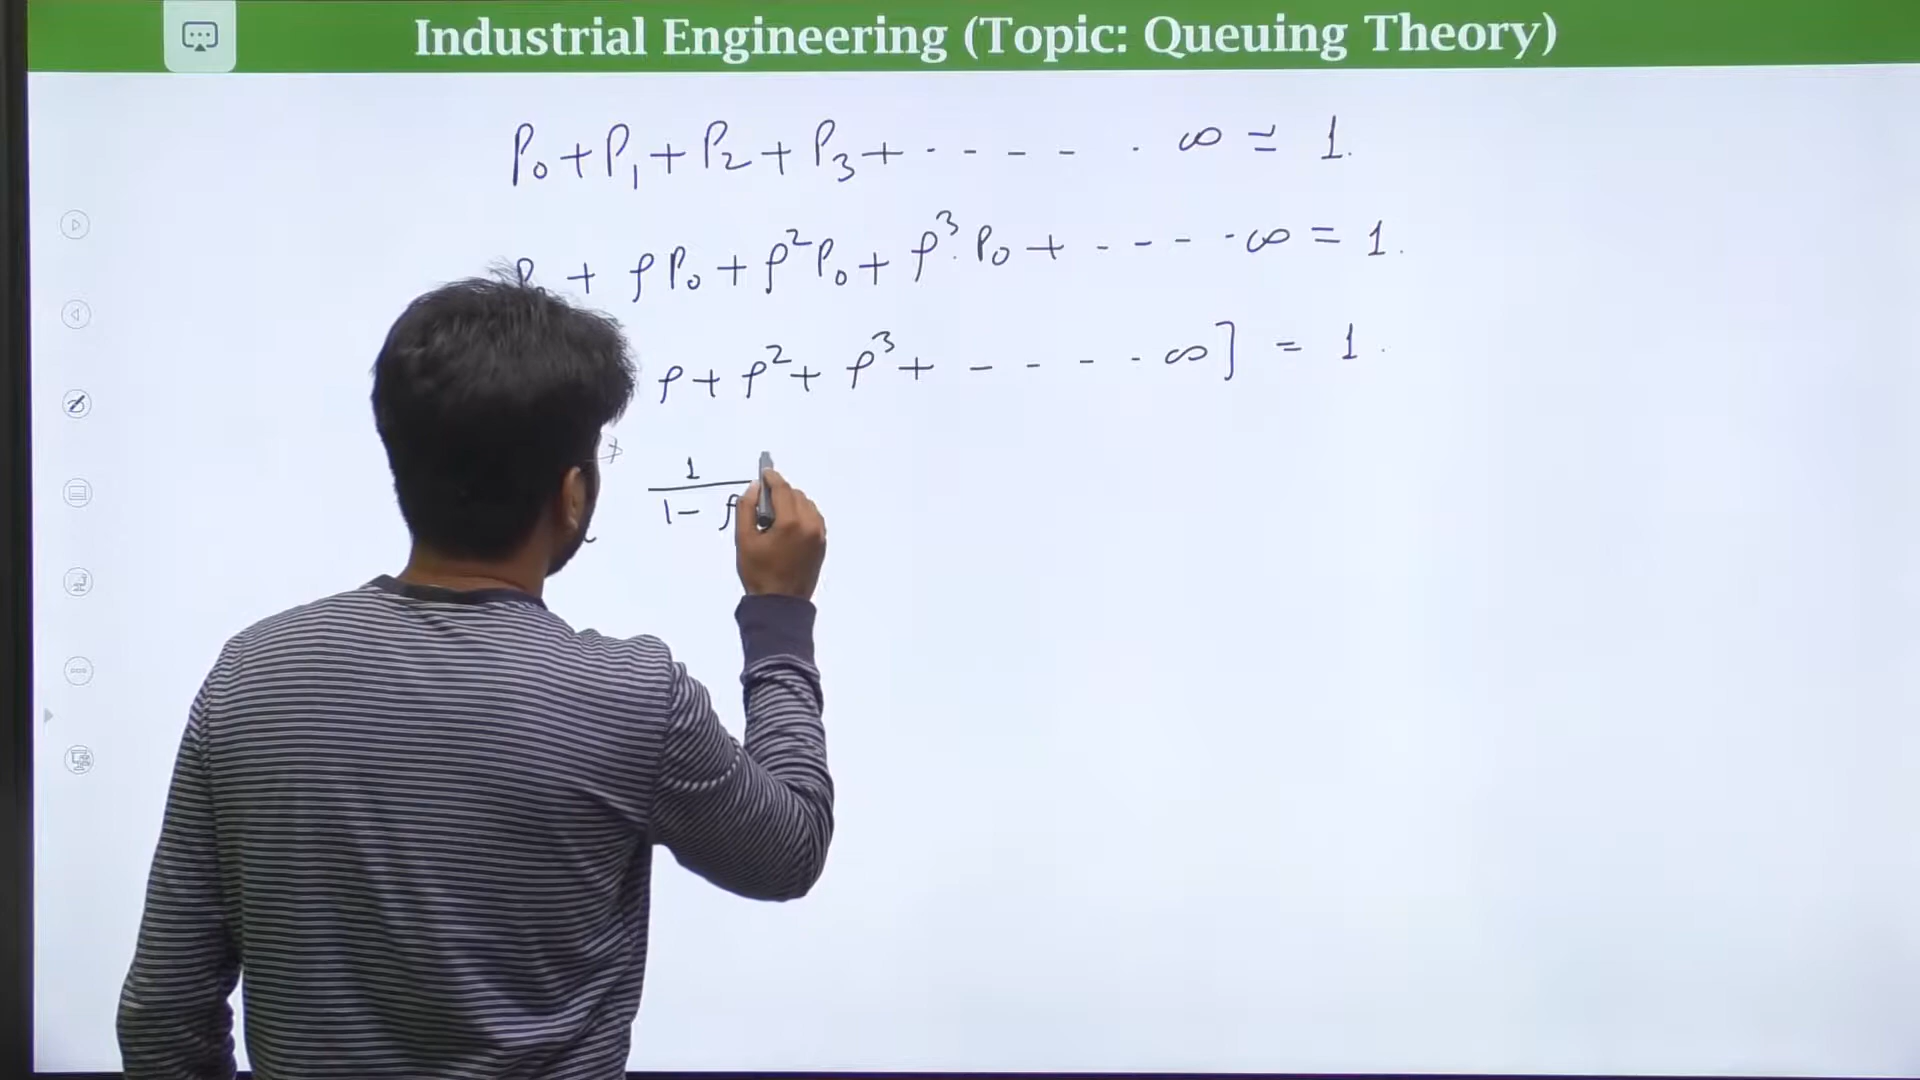 Industrial Engineering (Topic: Queuing Theory)
P₀ + P₁ + P₂ + P₃ + - - - - . ∞ = 1.
P₀ + ρP₀ + ρ²P₀ + ρ³.P₀ + - - - - ∞ = 1.
ρ + ρ² + ρ³ + - - - - ∞] = 1.
1
1 - ρ